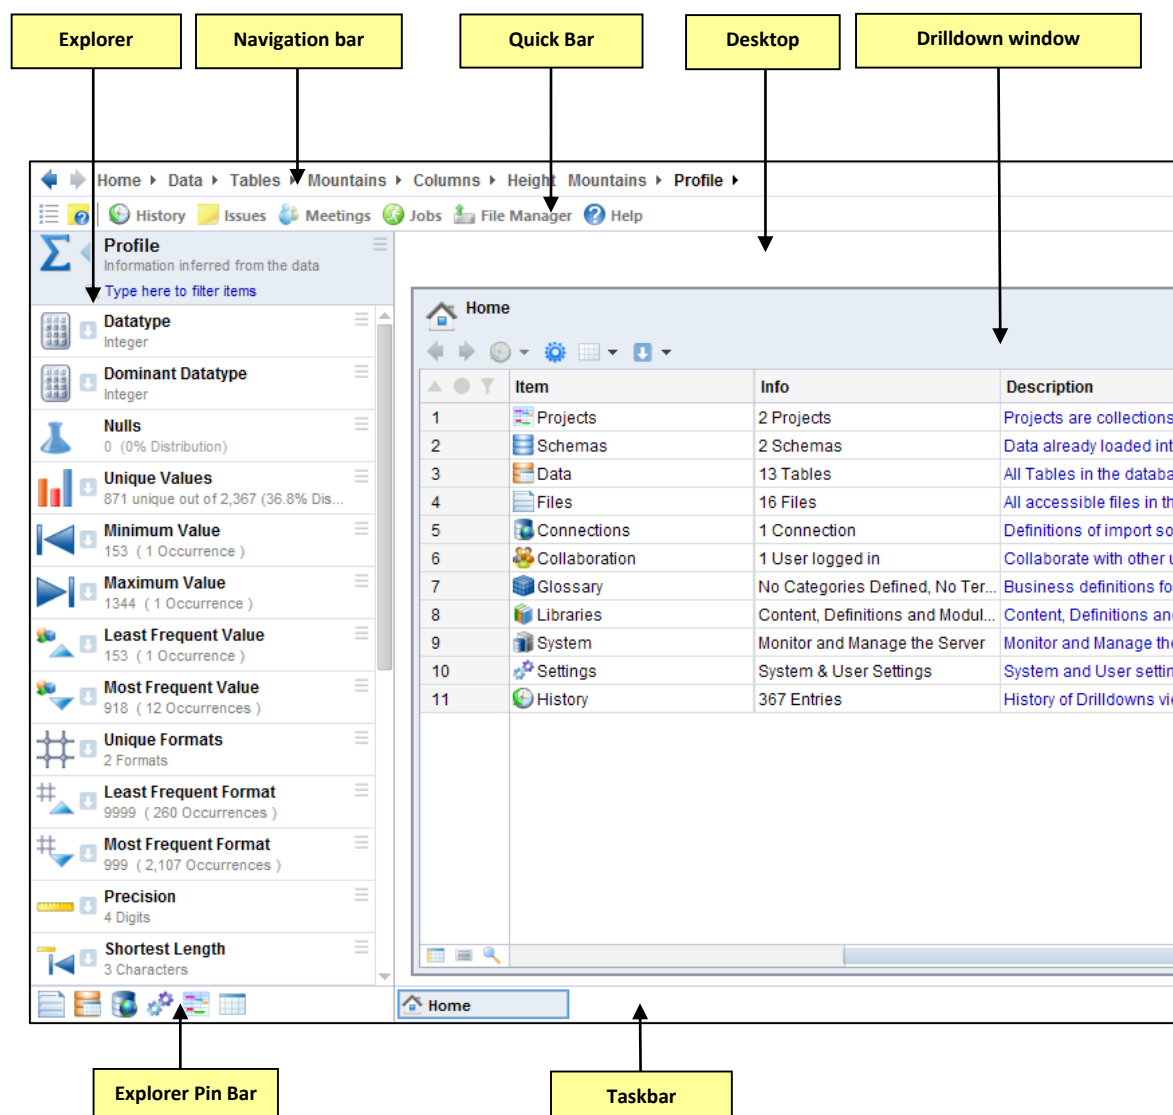 Explorer
Navigation bar
Quick Bar
Desktop
Drilldown window
Home Data Tables Mountains Columns Height Mountains Profile
History Issues Meetings Jobs File Manager Help
Profile
Information inferred from the data
Type here to filter items
Datatype
Integer
Dominant Datatype
Integer
Nulls
0 (0% Distribution)
Unique Values
871 unique out of 2,367 (36.8% Dis...
Minimum Value
153 ( 1 Occurrence )
Maximum Value
1344 ( 1 Occurrence )
Least Frequent Value
153 ( 1 Occurrence )
Most Frequent Value
918 ( 12 Occurrences )
Unique Formats
2 Formats
Least Frequent Format
9999 ( 260 Occurrences )
Most Frequent Format
999 ( 2,107 Occurrences )
Precision
4 Digits
Shortest Length
3 Characters
Home
Item Info Description
1 Projects 2 Projects Projects are collections
2 Schemas 2 Schemas Data already loaded int
3 Data 13 Tables All Tables in the databa
4 Files 16 Files All accessible files in th
5 Connections 1 Connection Definitions of import so
6 Collaboration 1 User logged in Collaborate with other u
7 Glossary No Categories Defined, No Ter... Business definitions fo
8 Libraries Content, Definitions and Modul... Content, Definitions and
9 System Monitor and Manage the Server Monitor and Manage the
10 Settings System & User Settings System and User settin
11 History 367 Entries History of Drilldowns vie
Home
Explorer Pin Bar
Taskbar